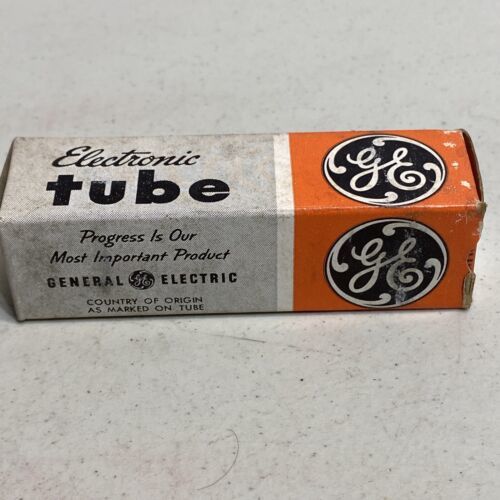 Electronic
tube
Progress Is Our
Most Important Product
GENERAL GE ELECTRIC
COUNTRY OF ORIGIN
AS MARKED ON TUBE
GE
GE